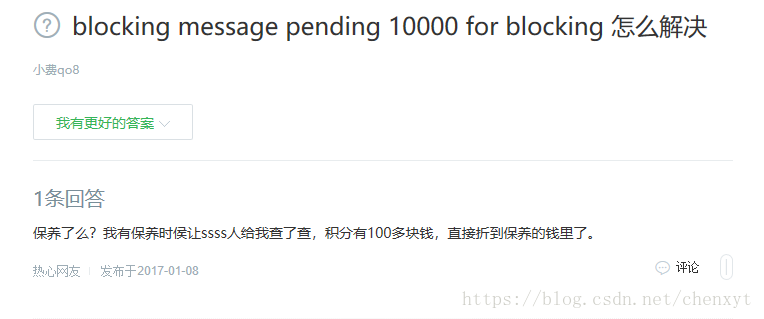 blocking message pending 10000 for blocking 怎么解决
小费qo8
我有更好的答案
1条回答
保养了么？我有保养时侯让ssss人给我查了查，积分有100多块钱，直接折到保养的钱里了。
热心网友 发布于2017-01-08
评论
https://blog.csdn.net/chenxyt